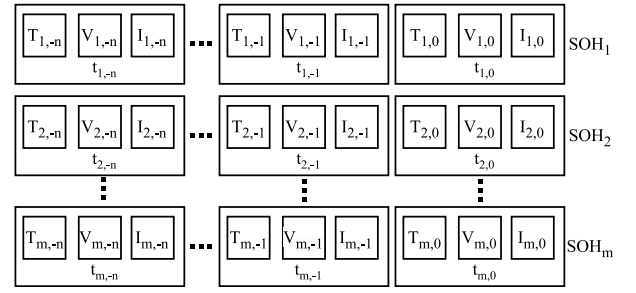 T1,-n V1,-n I1,-n ... T1,-1 V1,-1 I1,-1 T1,0 V1,0 I1,0 SOH1
t1,-n t1,-1 t1,0
T2,-n V2,-n I2,-n ... T2,-1 V2,-1 I2,-1 T2,0 V2,0 I2,0 SOH2
t2,-n t2,-1 t2,0
Tm,-n Vm,-n Im,-n ... Tm,-1 Vm,-1 Im,-1 Tm,0 Vm,0 Im,0 SOHm
tm,-n tm,-1 tm,0